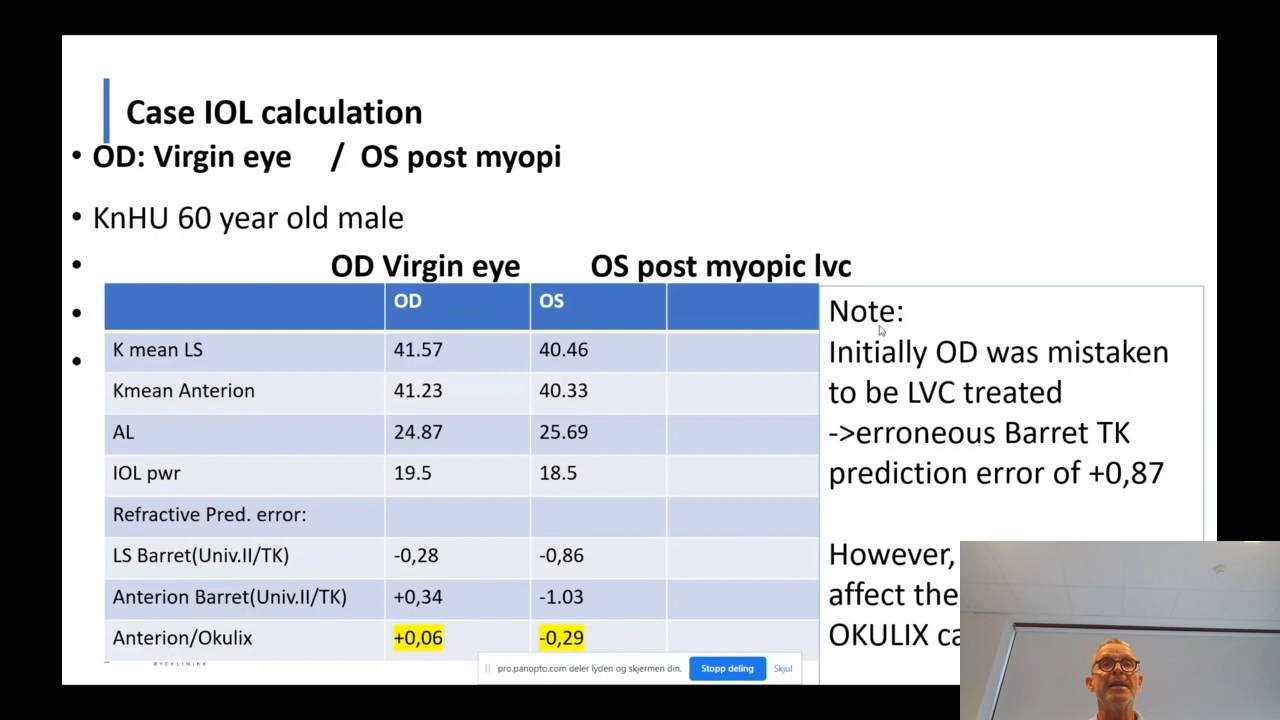 Case IOL calculation
• OD: Virgin eye / OS post myopi
• KnHU 60 year old male
• OD Virgin eye OS post myopic lvc
OD OS
K mean LS 41.57 40.46
Kmean Anterion 41.23 40.33
AL 24.87 25.69
IOL pwr 19.5 18.5
Refractive Pred. error:
LS Barret(Univ.II/TK) -0,28 -0,86
Anterion Barret(Univ.II/TK) +0,34 -1.03
Anterion/Okulix +0,06 -0,29
Note:
Initially OD was mistaken
to be LVC treated
->erroneous Barret TK
prediction error of +0,87
However,
affect the
OKULIX ca
ØYEKLINIKK
pro.panopto.com deler lyden og skjermen din. Stopp deling Skjul